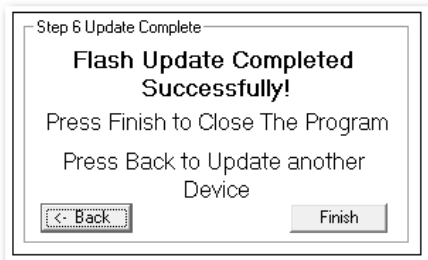 Step 6 Update Complete
Flash Update Completed
Successfully!
Press Finish to Close The Program
Press Back to Update another
Device
<- Back
Finish